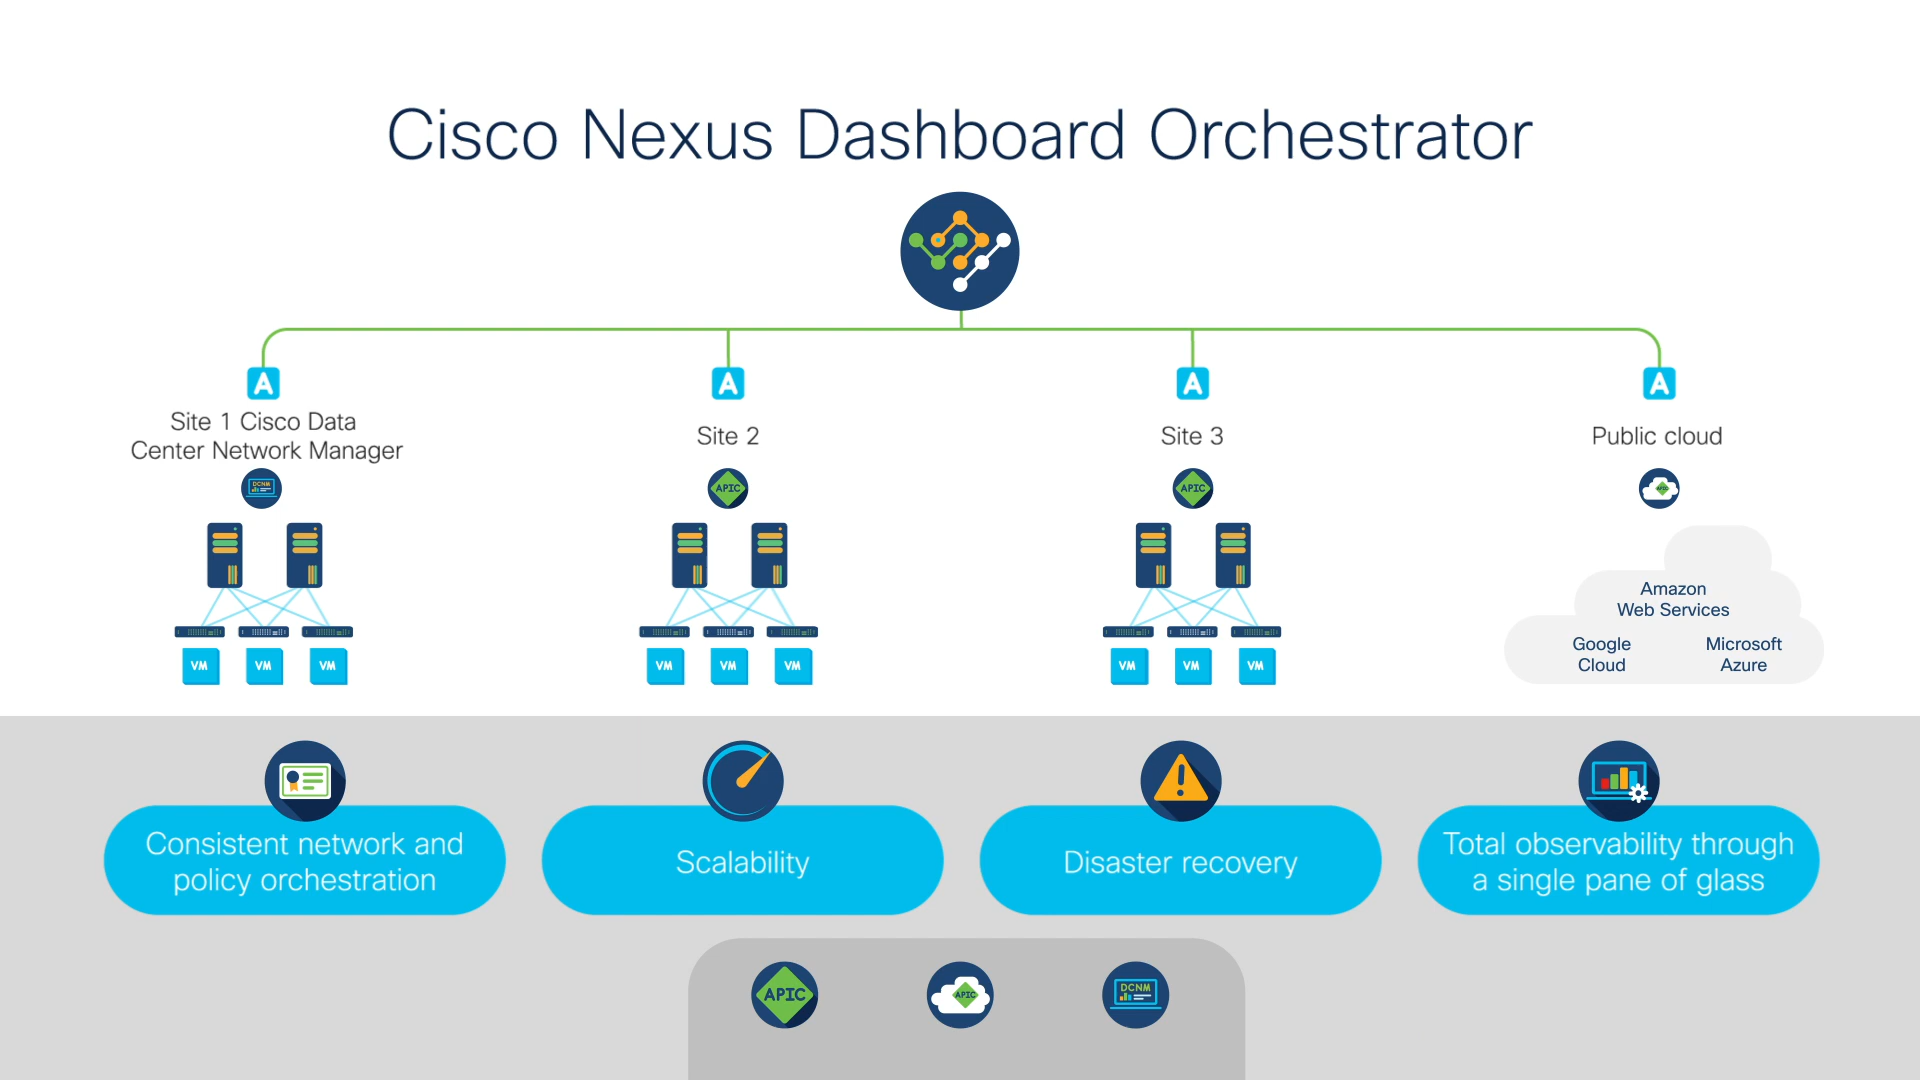 Cisco Nexus Dashboard Orchestrator
A
A
A
A
Site 1 Cisco Data
Center Network Manager
Site 2
Site 3
Public cloud
DCNM
APIC
APIC
APIC
Amazon
Web Services
Google
Cloud
Microsoft
Azure
VM
VM
VM
VM
VM
VM
VM
VM
VM
Consistent network and
policy orchestration
Scalability
Disaster recovery
Total observability through
a single pane of glass
APIC
APIC
DCNM